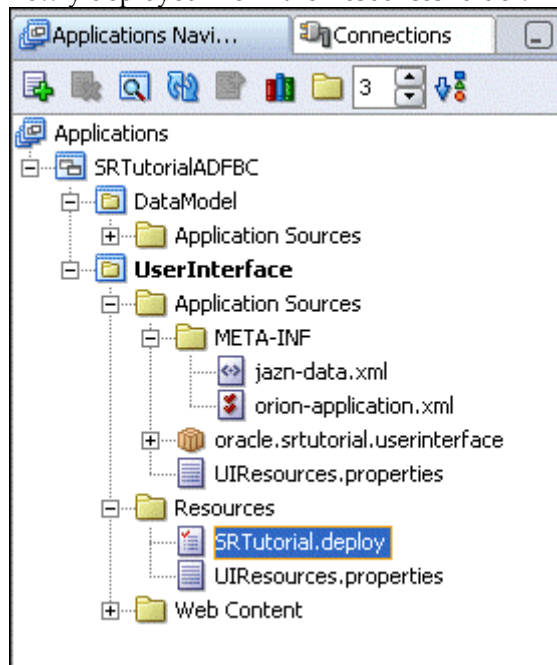 Applications Navi...
Connections
3
Applications
SRTutorialADFBC
DataModel
Application Sources
UserInterface
Application Sources
META-INF
jazn-data.xml
orion-application.xml
oracle.srtutorial.userinterface
UIResources.properties
Resources
SRTutorial.deploy
UIResources.properties
Web Content